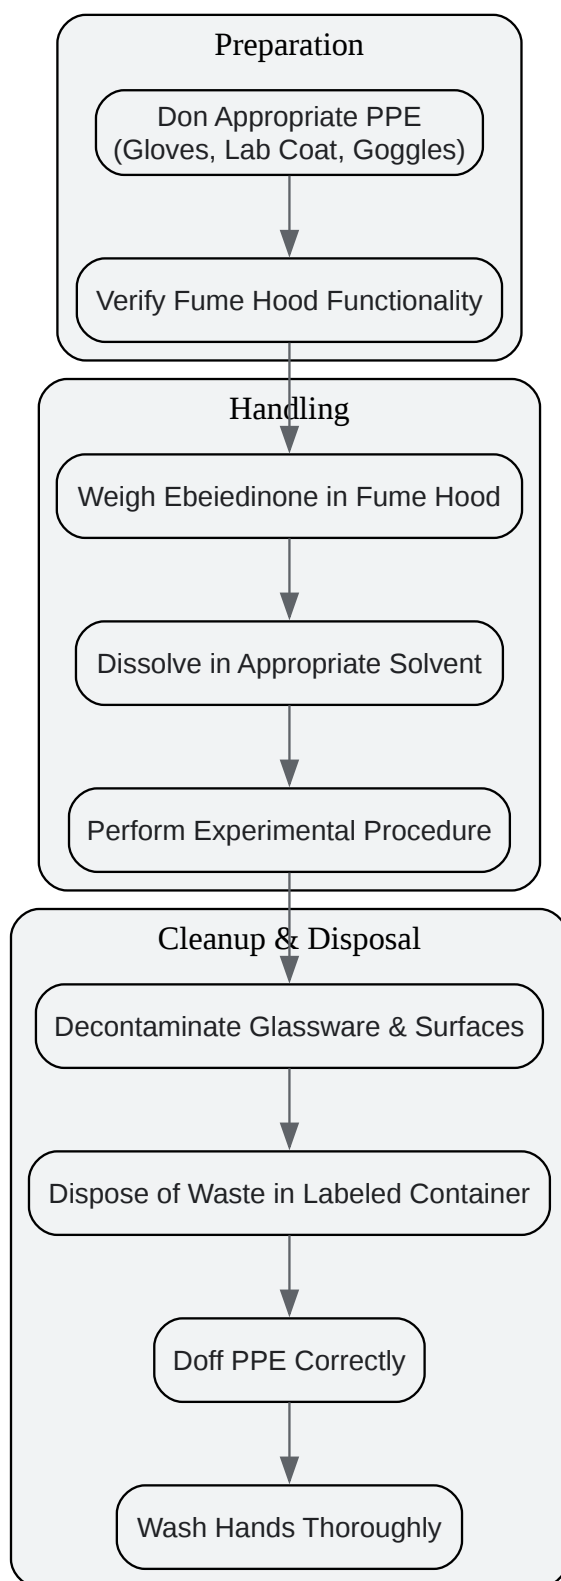 Preparation
Don Appropriate PPE
(Gloves, Lab Coat, Goggles)
Verify Fume Hood Functionality
Handling
Weigh Ebeiedinone in Fume Hood
Dissolve in Appropriate Solvent
Perform Experimental Procedure
Cleanup & Disposal
Decontaminate Glassware & Surfaces
Dispose of Waste in Labeled Container
Doff PPE Correctly
Wash Hands Thoroughly